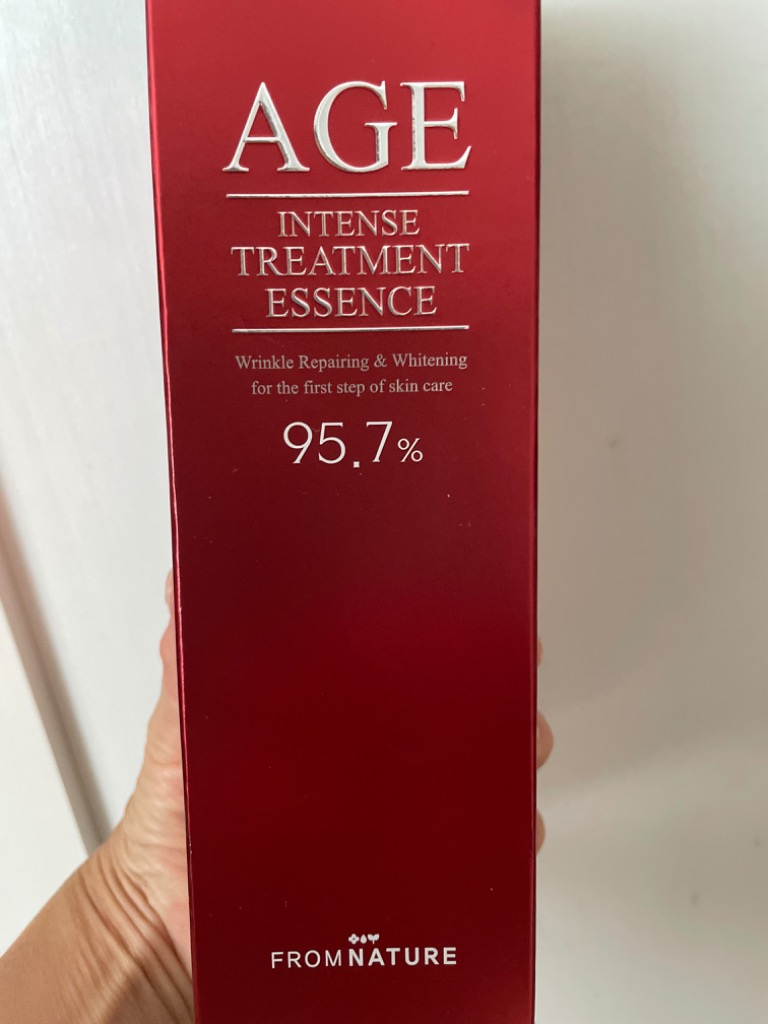 AGE
INTENSE
TREATMENT
ESSENCE
Wrinkle Repairing & Whitening
for the first step of skin care
95.7%
FROMNATURE